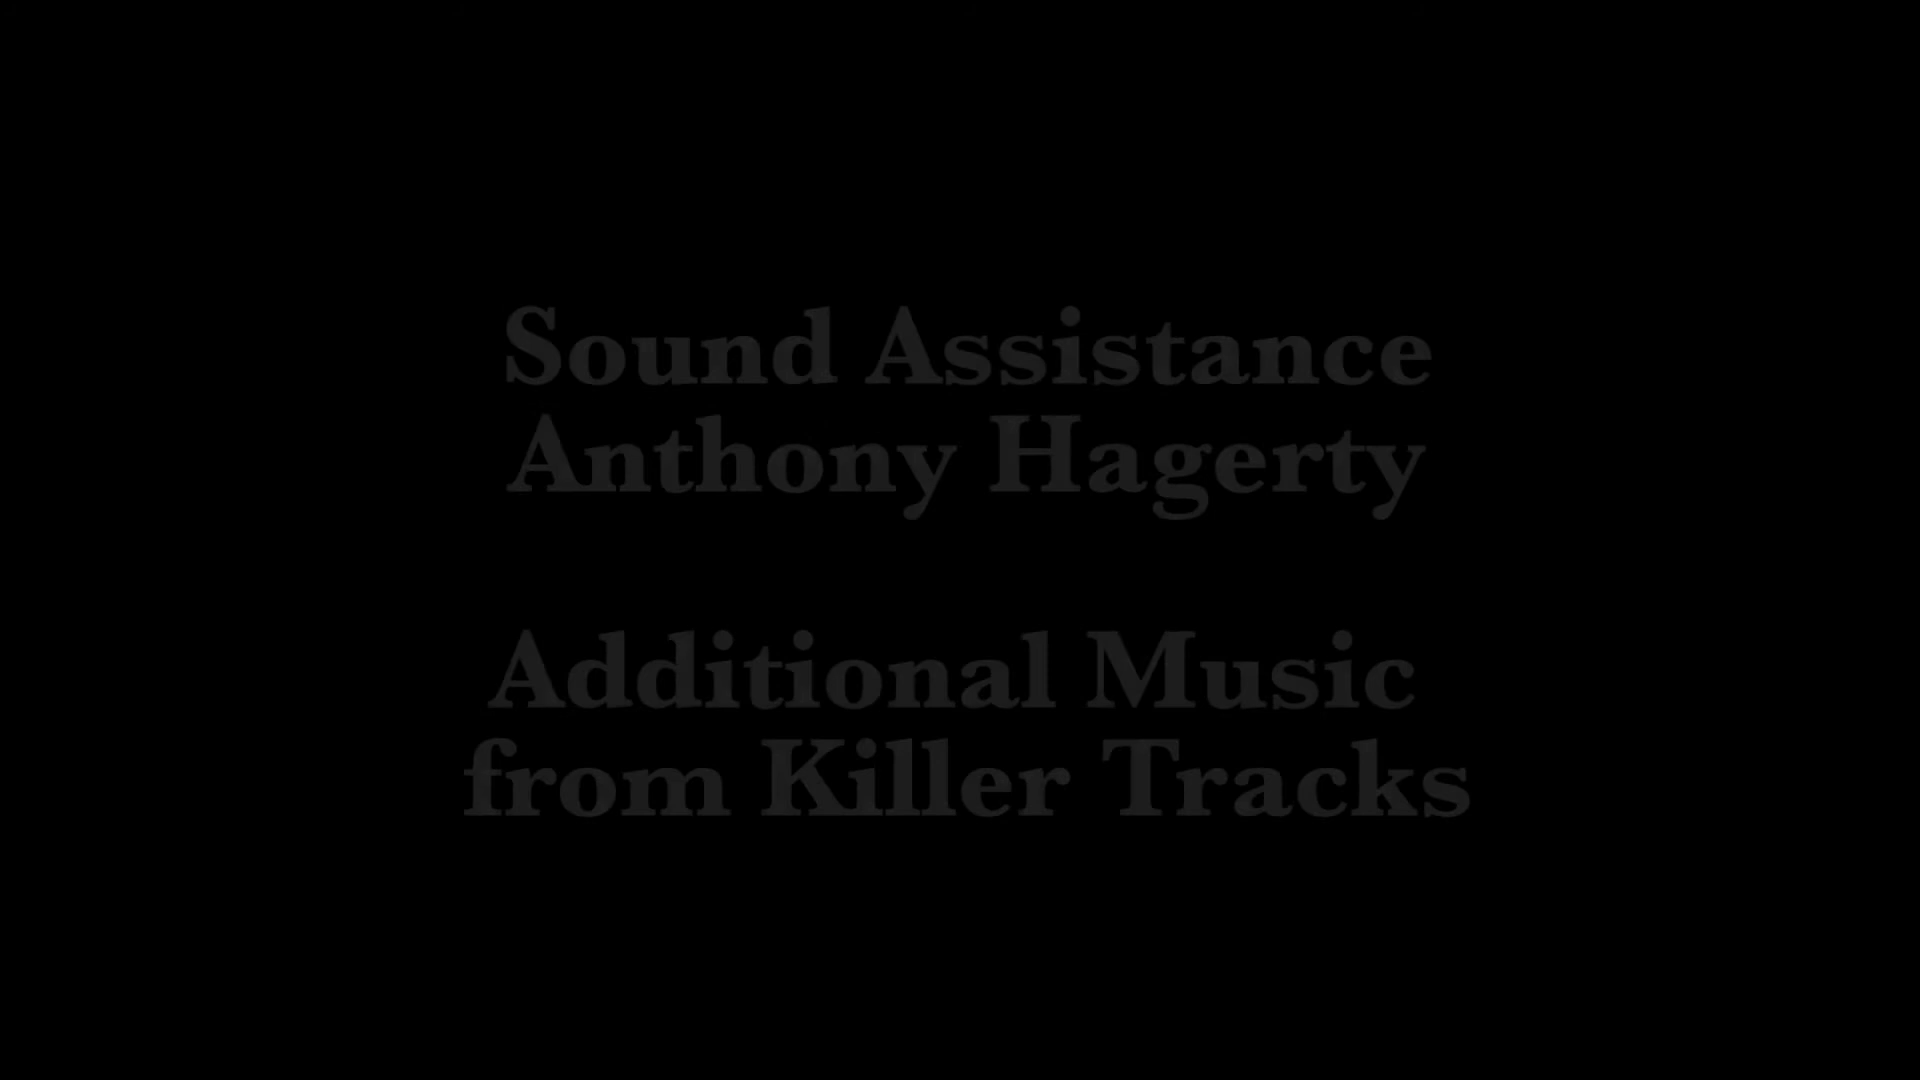 Sound Assistance
Anthony Hagerty
Additional Music
from Killer Tracks